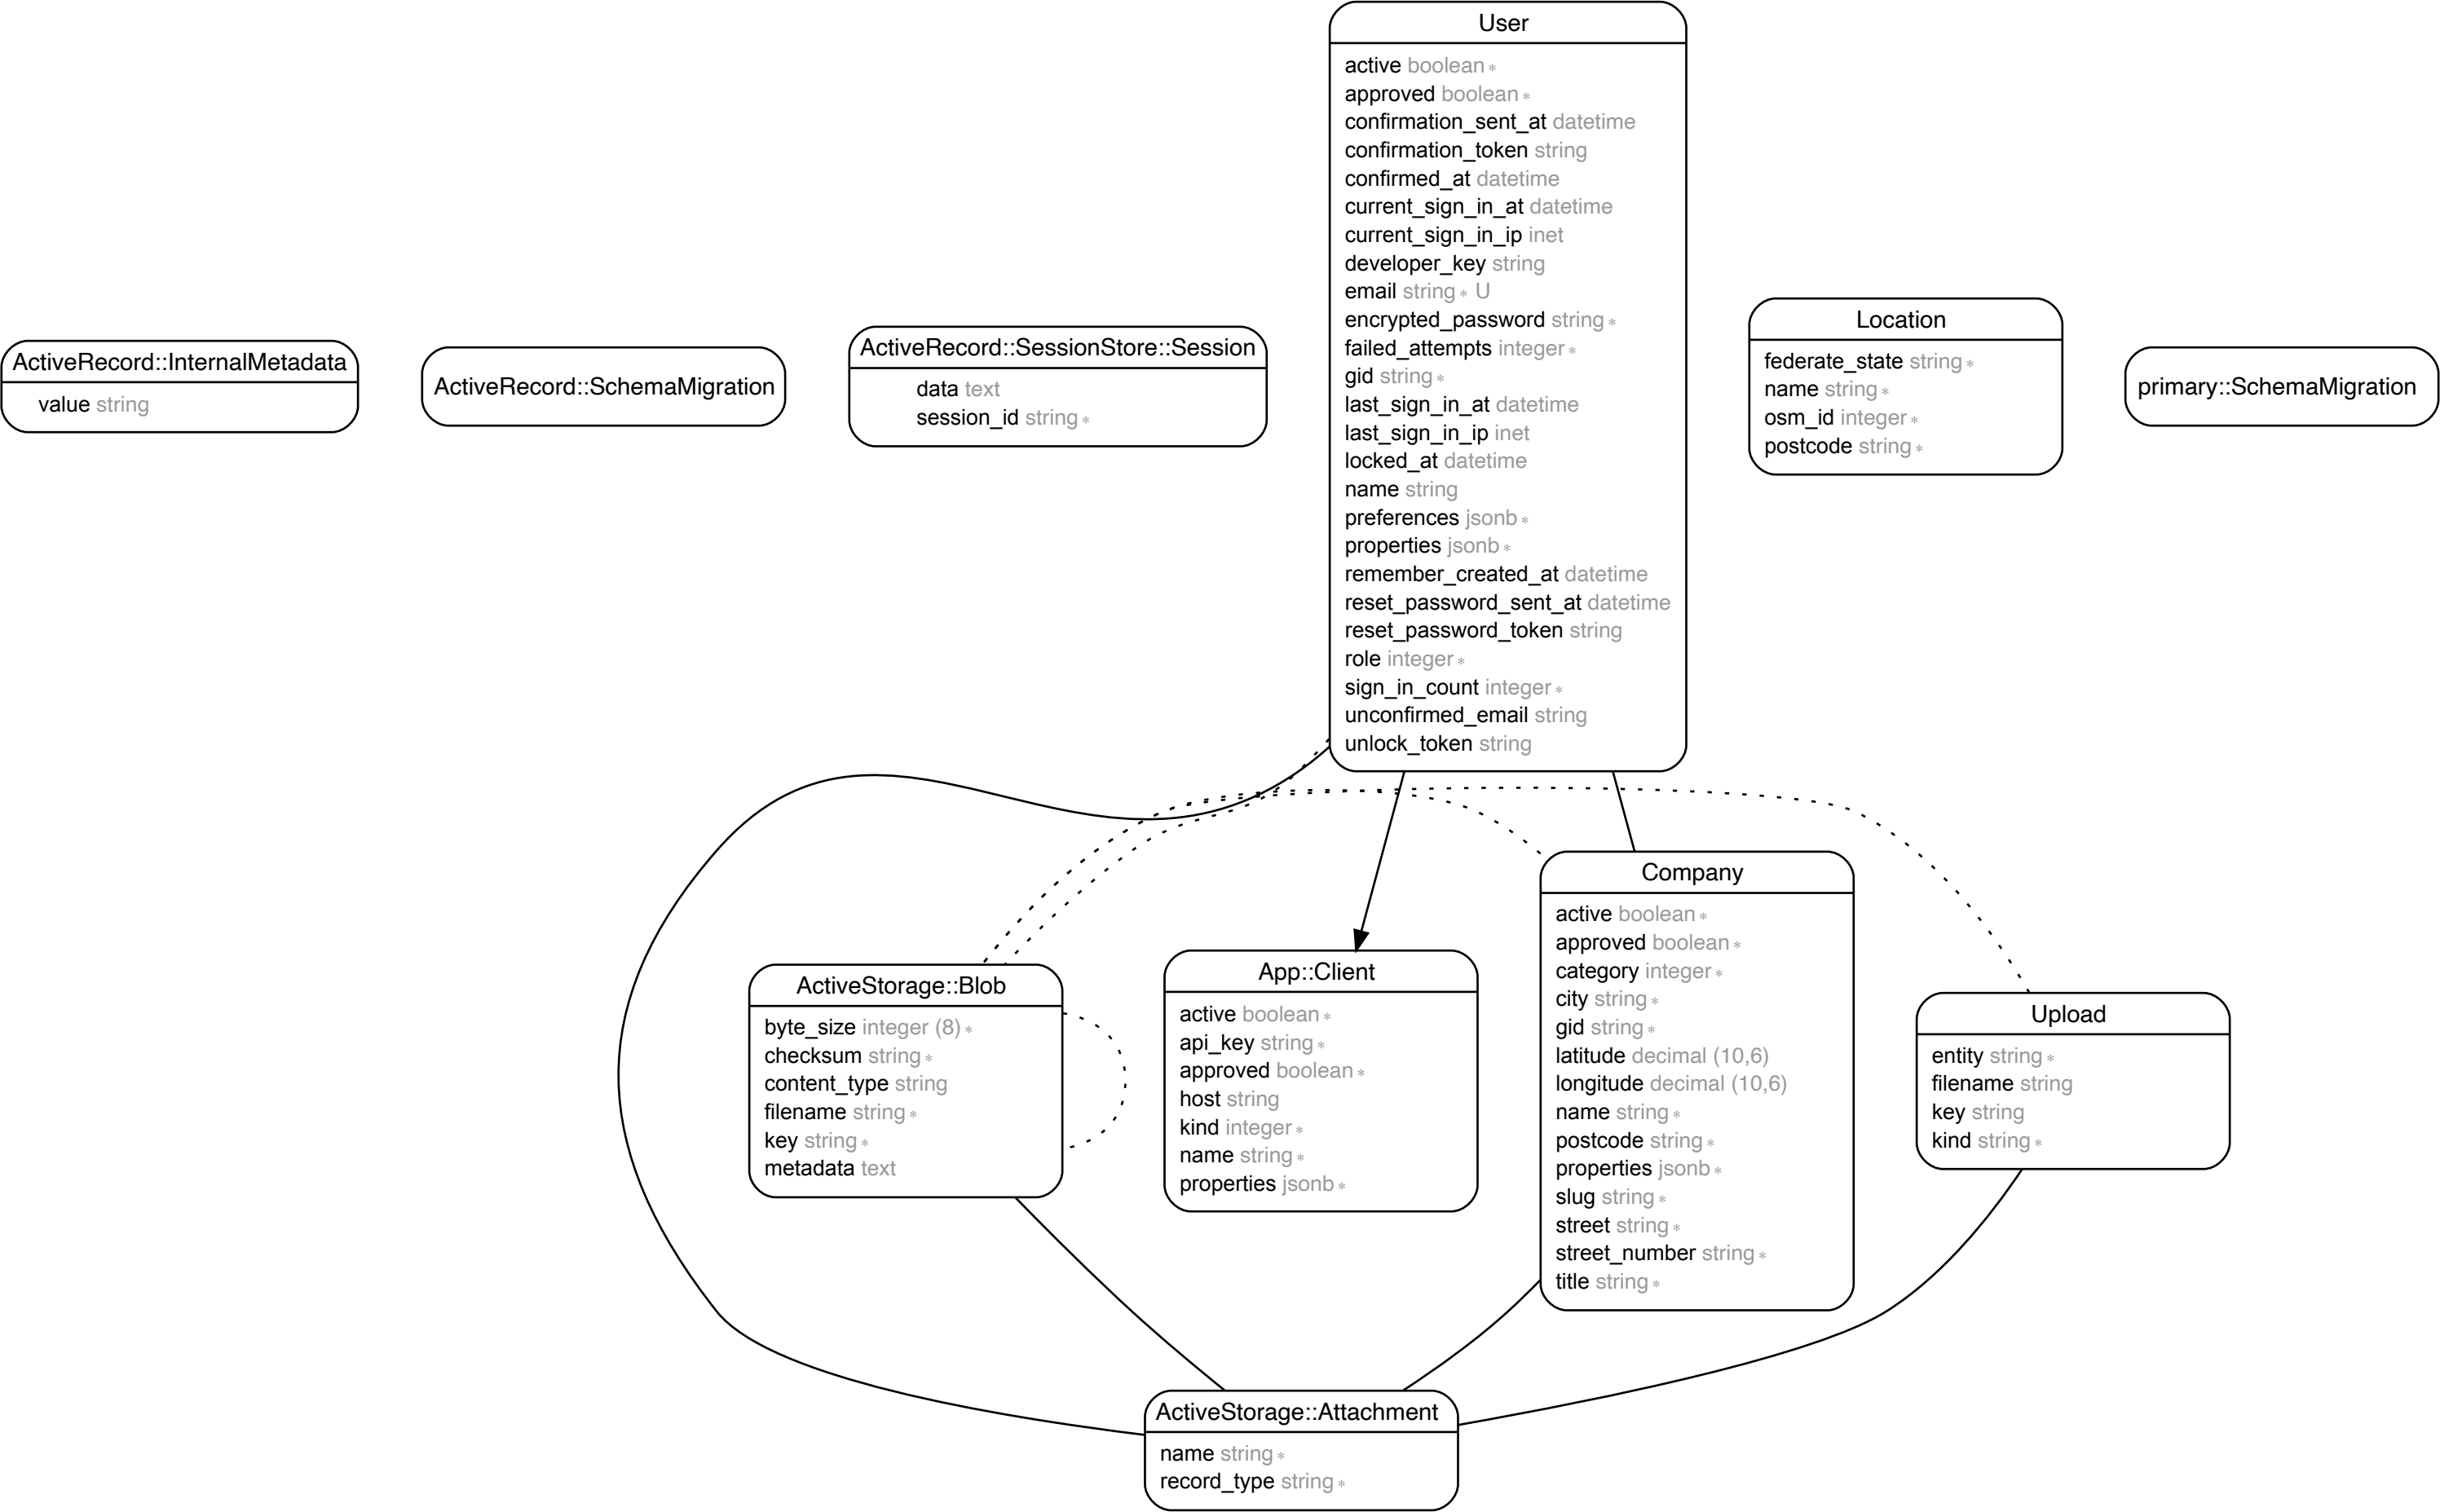 User
active boolean ∗
approved boolean ∗
confirmation_sent_at datetime
confirmation_token string
confirmed_at datetime
current_sign_in_at datetime
current_sign_in_ip inet
developer_key string
email string ∗ U
encrypted_password string ∗
failed_attempts integer ∗
gid string ∗
last_sign_in_at datetime
last_sign_in_ip inet
locked_at datetime
name string
preferences jsonb ∗
properties jsonb ∗
remember_created_at datetime
reset_password_sent_at datetime
reset_password_token string
role integer ∗
sign_in_count integer ∗
unconfirmed_email string
unlock_token string
ActiveRecord::InternalMetadata
value string
ActiveRecord::SchemaMigration
ActiveRecord::SessionStore::Session
data text
session_id string ∗
Location
federate_state string ∗
name string ∗
osm_id integer ∗
postcode string ∗
primary::SchemaMigration
ActiveStorage::Blob
byte_size integer (8) ∗
checksum string ∗
content_type string
filename string ∗
key string ∗
metadata text
App::Client
active boolean ∗
api_key string ∗
approved boolean ∗
host string
kind integer ∗
name string ∗
properties jsonb ∗
Company
active boolean ∗
approved boolean ∗
category integer ∗
city string ∗
gid string ∗
latitude decimal (10,6)
longitude decimal (10,6)
name string ∗
postcode string ∗
properties jsonb ∗
slug string ∗
street string ∗
street_number string ∗
title string ∗
Upload
entity string ∗
filename string
key string
kind string ∗
ActiveStorage::Attachment
name string ∗
record_type string ∗